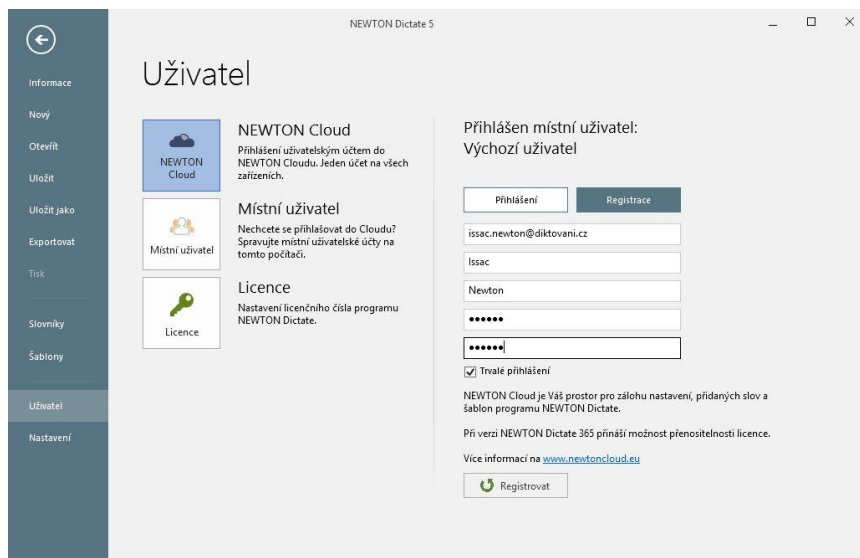 NEWTON Dictate 5
Informace
Nový
Otevřít
Uložit
Uložit jako
Exportovat
Tisk
Slovníky
Šablony
Uživatel
Nastavení
Uživatel
NEWTON
Cloud
NEWTON Cloud
Přihlášení uživatelským účtem do
NEWTON Cloudu. Jeden účet na všech
zařízeních.
Místní uživatel
Místní uživatel
Nechcete se přihlašovat do Cloudu?
Spravujte místní uživatelské účty na
tomto počítači.
Licence
Licence
Nastavení licenčního čísla programu
NEWTON Dictate.
Přihlášen místní uživatel:
Výchozí uživatel
Přihlášení
Registrace
issac.newton@diktovani.cz
Issac
Newton
••••••
••••••
Trvalé přihlášení
NEWTON Cloud je Váš prostor pro zálohu nastavení, přidaných slov a
šablon programu NEWTON Dictate.
Při verzi NEWTON Dictate 365 přináší možnost přenositelnosti licence.
Více informací na www.newtoncloud.eu
Registrovat